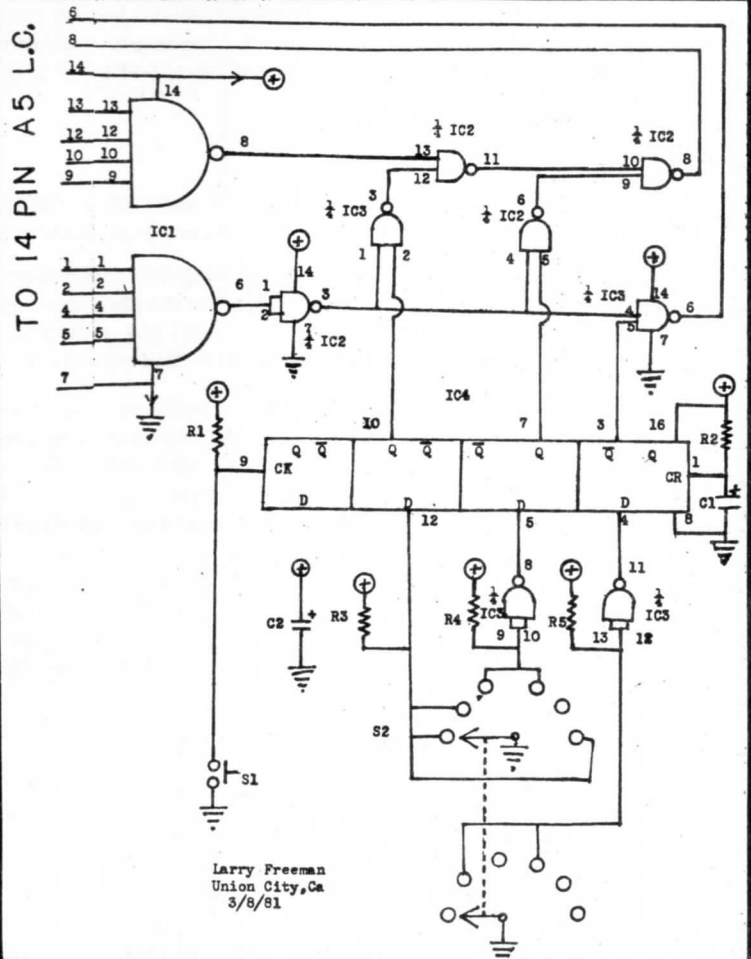 TO 14 PIN A5 L.C.
6
8
14
14
13 13
12 12
10 10
9 9
8
IC1
1 1
2 2
4 4
5 5
7
7
6
1
2
14
3
1/4 IC2
1/4 IC3
3
1 2
13
12
1/4 IC2
11
1/4 IC2
6
4 5
10
9
1/4 IC2
8
1/4 IC3
14
4
5
6
7
IC4
R1
9
CK
Q Q
D
10
Q Q
D
12
7
Q Q
D
5
3 16
Q Q
CR
D
4
1
8
R2
C1
+
C2
+
R3
R4
8
1/4
IC3
9 10
R5
11
1/4
IC3
13 12
S2
S1
Larry Freeman
Union City,Ca
3/8/81